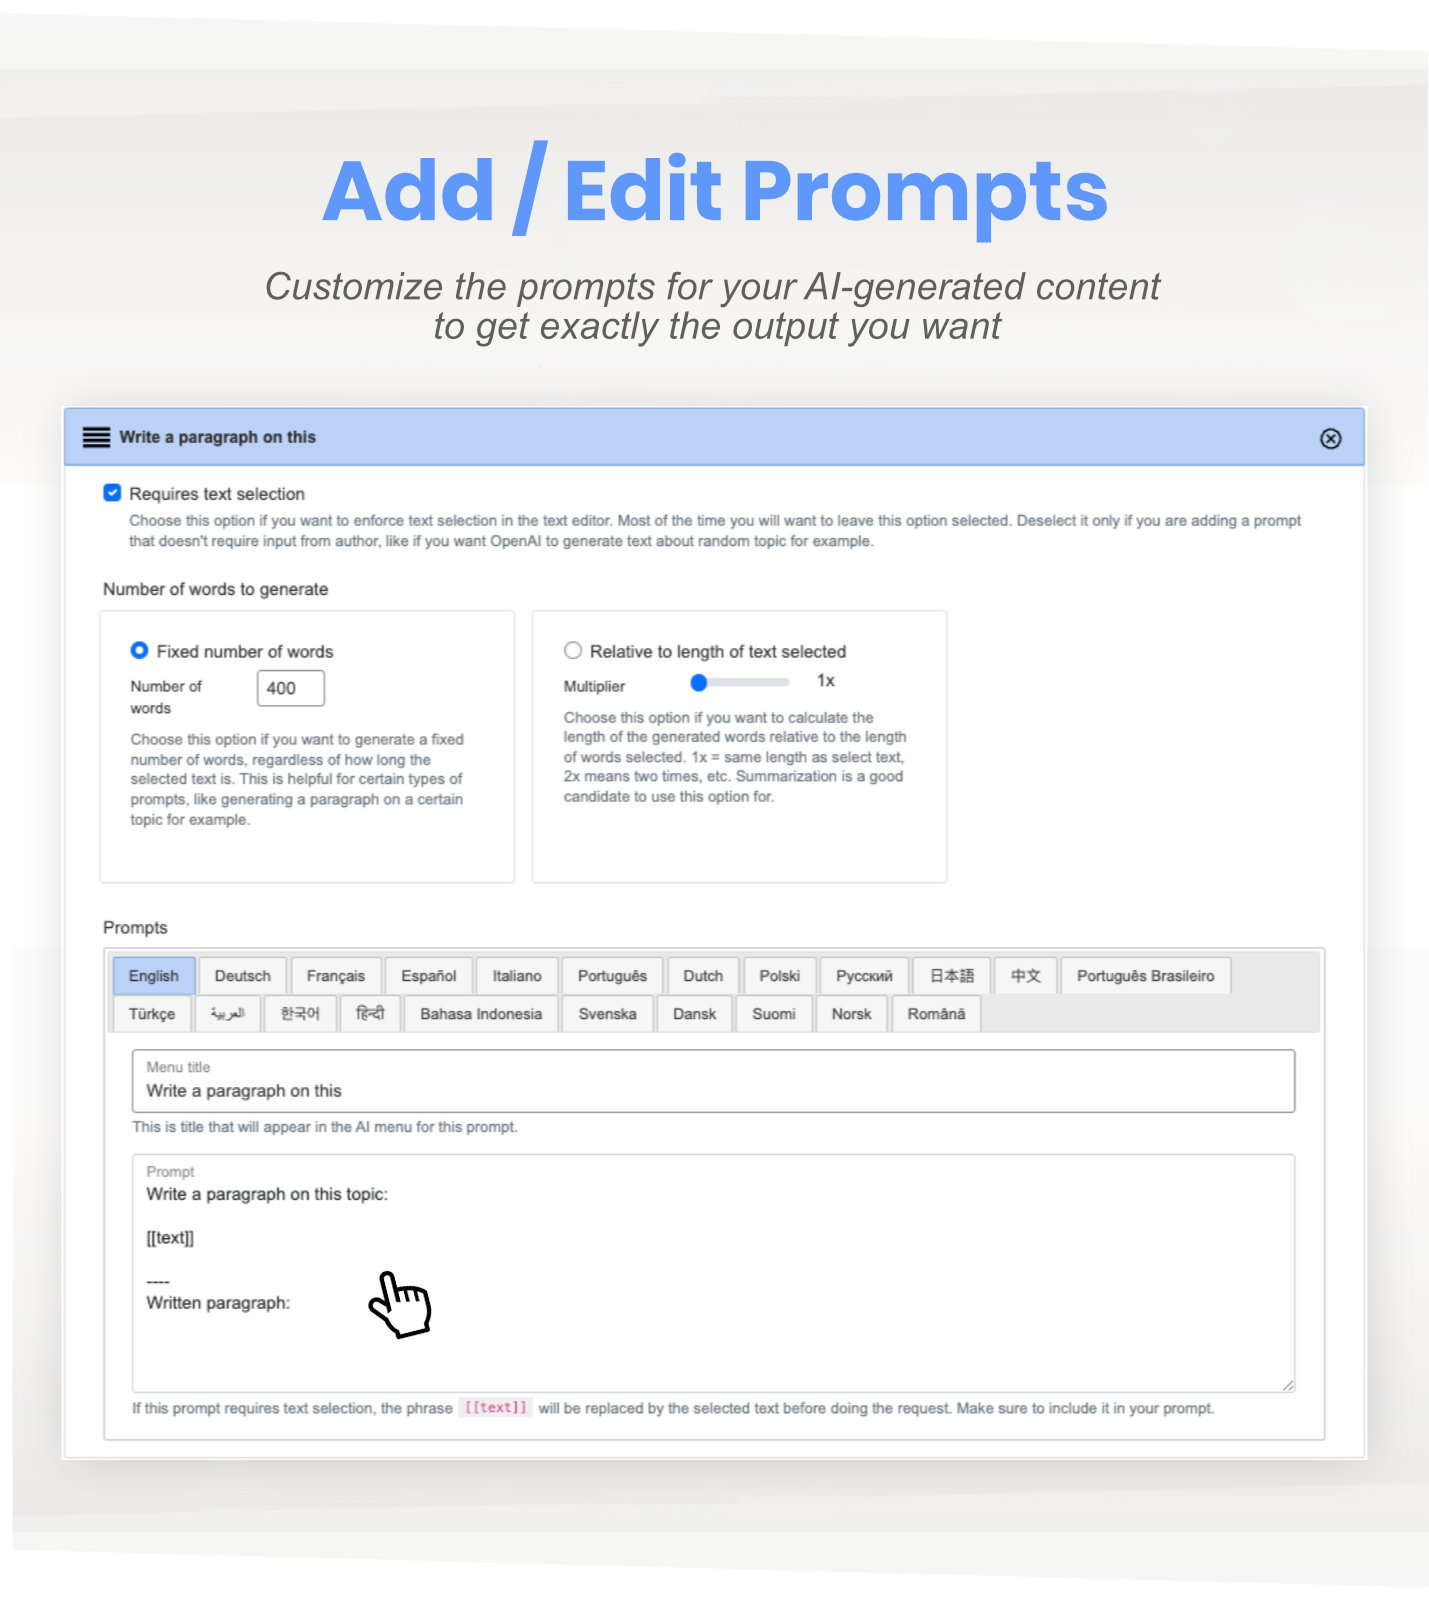 Add / Edit Prompts
Customize the prompts for your AI-generated content
to get exactly the output you want
Write a paragraph on this
Requires text selection
Choose this option if you want to enforce text selection in the text editor. Most of the time you will want to leave this option selected. Deselect it only if you are adding a prompt
that doesn't require input from author, like if you want OpenAI to generate text about random topic for example.
Number of words to generate
Fixed number of words
Number of
words
400
Choose this option if you want to generate a fixed
number of words, regardless of how long the
selected text is. This is helpful for certain types of
prompts, like generating a paragraph on a certain
topic for example.
Relative to length of text selected
Multiplier
1x
Choose this option if you want to calculate the
length of the generated words relative to the length
of words selected. 1x = same length as select text,
2x means two times, etc. Summarization is a good
candidate to use this option for.
Prompts
English Deutsch Français Español Italiano Português Dutch Polski Русский 日本語 中文 Português Brasileiro
Türkçe العربية 한국어 हिन्दी Bahasa Indonesia Svenska Dansk Suomi Norsk Română
Menu title
Write a paragraph on this
This is title that will appear in the AI menu for this prompt.
Prompt
Write a paragraph on this topic:
[[text]]
----
Written paragraph:
If this prompt requires text selection, the phrase [[text]] will be replaced by the selected text before doing the request. Make sure to include it in your prompt.